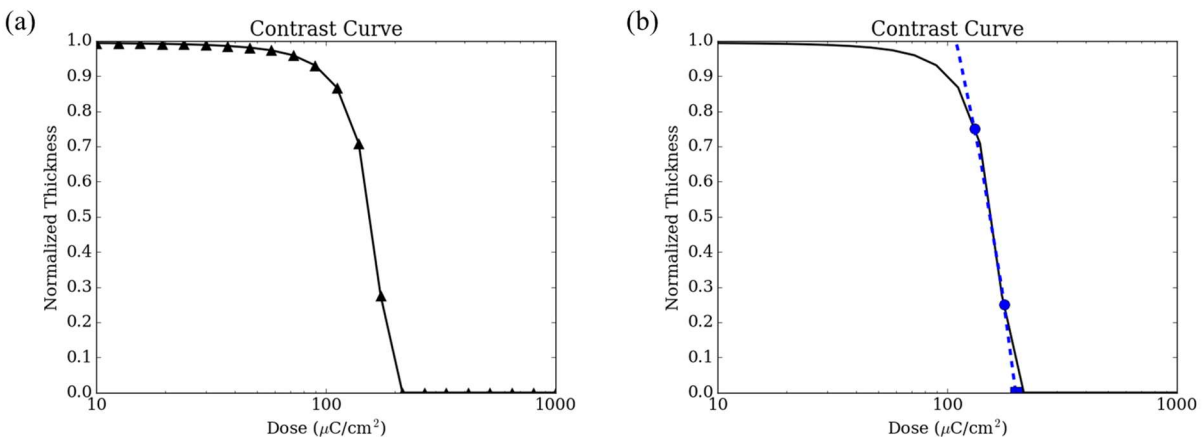 (a)
Contrast Curve
1.0
0.9
0.8
0.7
0.6
0.5
0.4
0.3
0.2
0.1
0.0
Normalized Thickness
10 100 1000
Dose (μC/cm²)
(b)
Contrast Curve
1.0
0.9
0.8
0.7
0.6
0.5
0.4
0.3
0.2
0.1
0.0
Normalized Thickness
10 100 1000
Dose (μC/cm²)